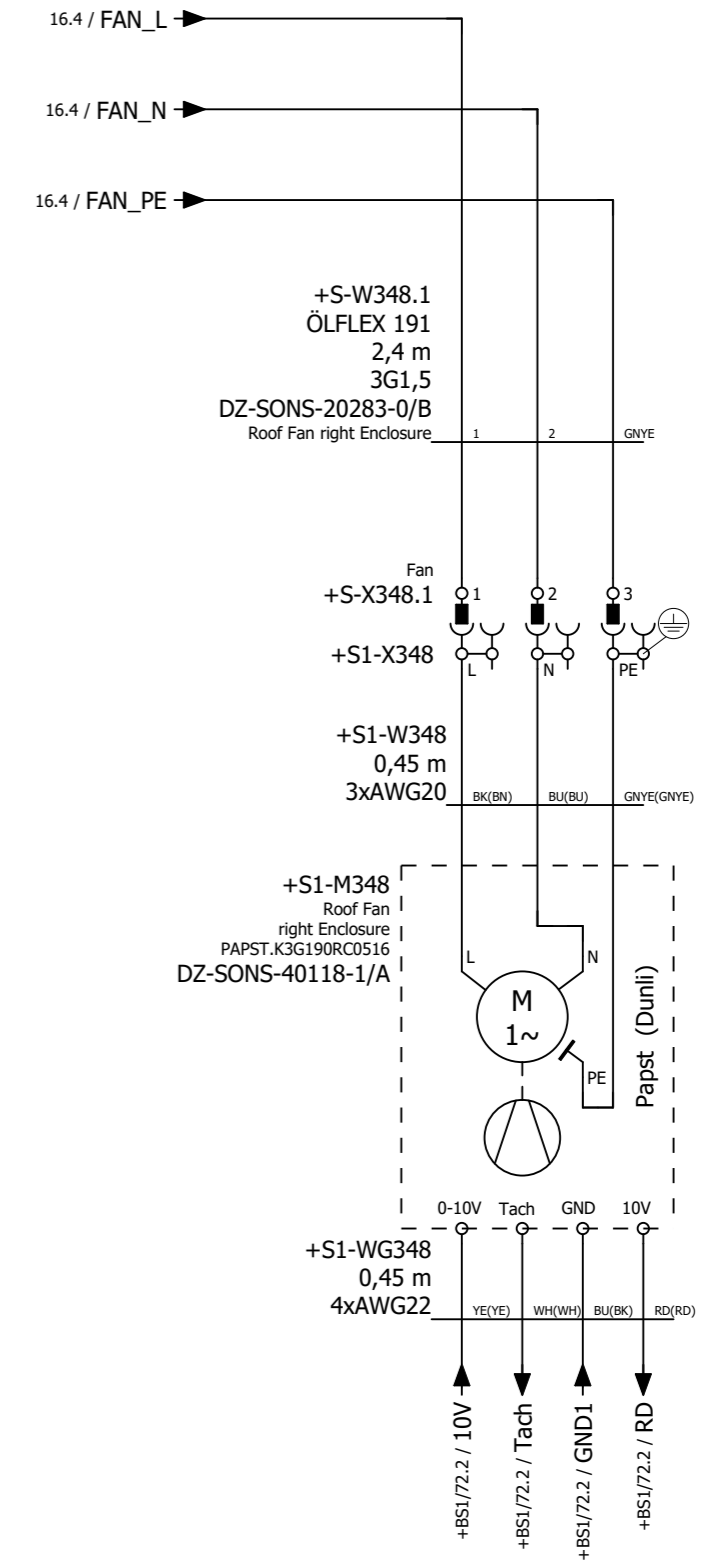 16.4 / FAN_L
16.4 / FAN_N
16.4 / FAN_PE
+S-W348.1
ÖLFLEX 191
2,4 m
3G1,5
DZ-SONS-20283-0/B
Roof Fan right Enclosure
1 2 GNYE
Fan
+S-X348.1
1 2 3
+S1-X348
L N PE
+S1-W348
0,45 m
3xAWG20
BK(BN) BU(BU) GNYE(GNYE)
+S1-M348
Roof Fan
right Enclosure
PAPST.K3G190RC0516
DZ-SONS-40118-1/A
L N
M
1~
PE
Papst (Dunli)
0-10V Tach GND 10V
+S1-WG348
0,45 m
4xAWG22
YE(YE) WH(WH) BU(BK) RD(RD)
+BS1/72.2 / 10V
+BS1/72.2 / Tach
+BS1/72.2 / GND1
+BS1/72.2 / RD